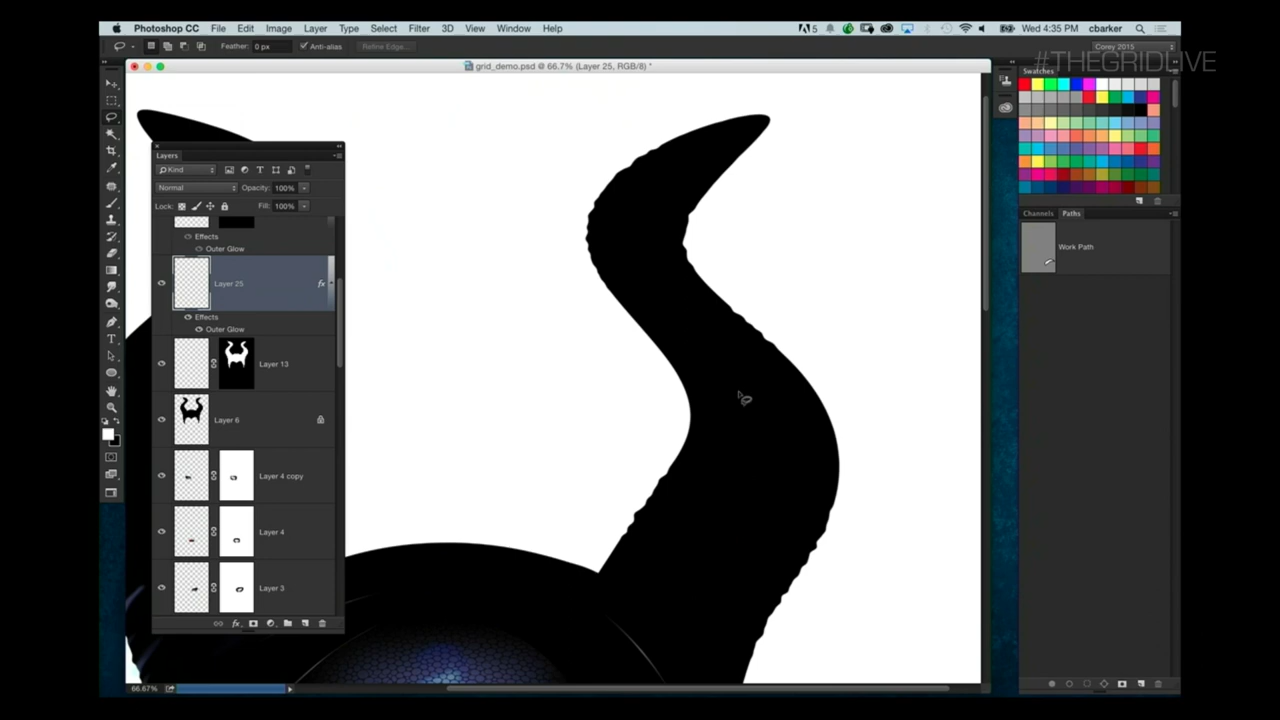 Photoshop CC File Edit Image Layer Type Select Filter 3D View Window Help
5 Wed 4:35 PM cbarker
Feather: 0 px Anti-alias Refine Edge... Corey 2015
#THEGRIDLIVE
grid_demo.psd @ 66.7% (Layer 25, RGB/8) *
Swatches
Layers
Kind
Normal Opacity: 100%
Lock: Fill: 100%
Effects
Outer Glow
Layer 25 fx
Effects
Outer Glow
Layer 13
Layer 6
Layer 4 copy
Layer 4
Layer 3
fx
66.67%
Channels Paths
Work Path